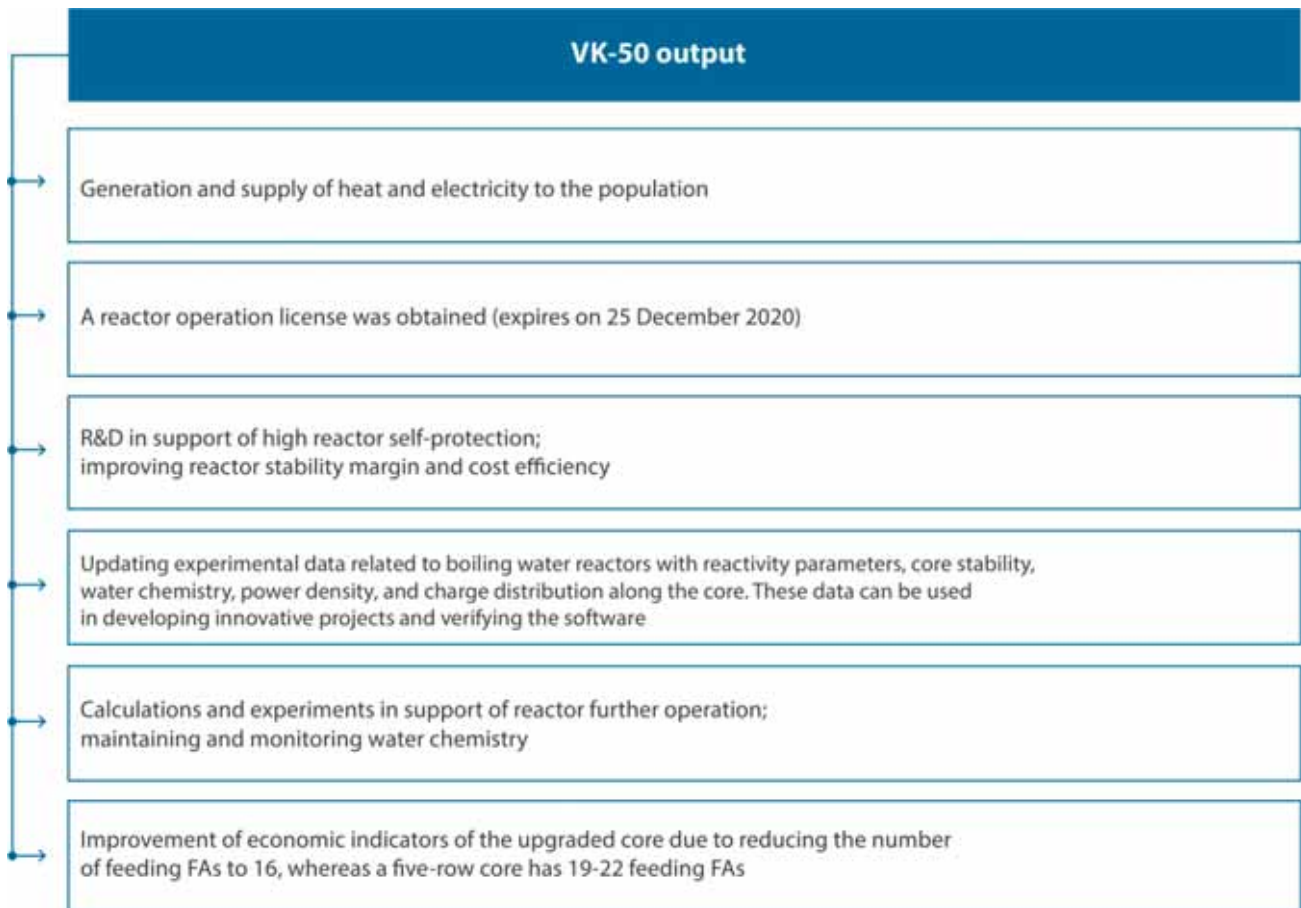 VK-50 output
Generation and supply of heat and electricity to the population
A reactor operation license was obtained (expires on 25 December 2020)
R&D in support of high reactor self-protection;
improving reactor stability margin and cost efficiency
Updating experimental data related to boiling water reactors with reactivity parameters, core stability,
water chemistry, power density, and charge distribution along the core. These data can be used
in developing innovative projects and verifying the software
Calculations and experiments in support of reactor further operation;
maintaining and monitoring water chemistry
Improvement of economic indicators of the upgraded core due to reducing the number
of feeding FAs to 16, whereas a five-row core has 19-22 feeding FAs